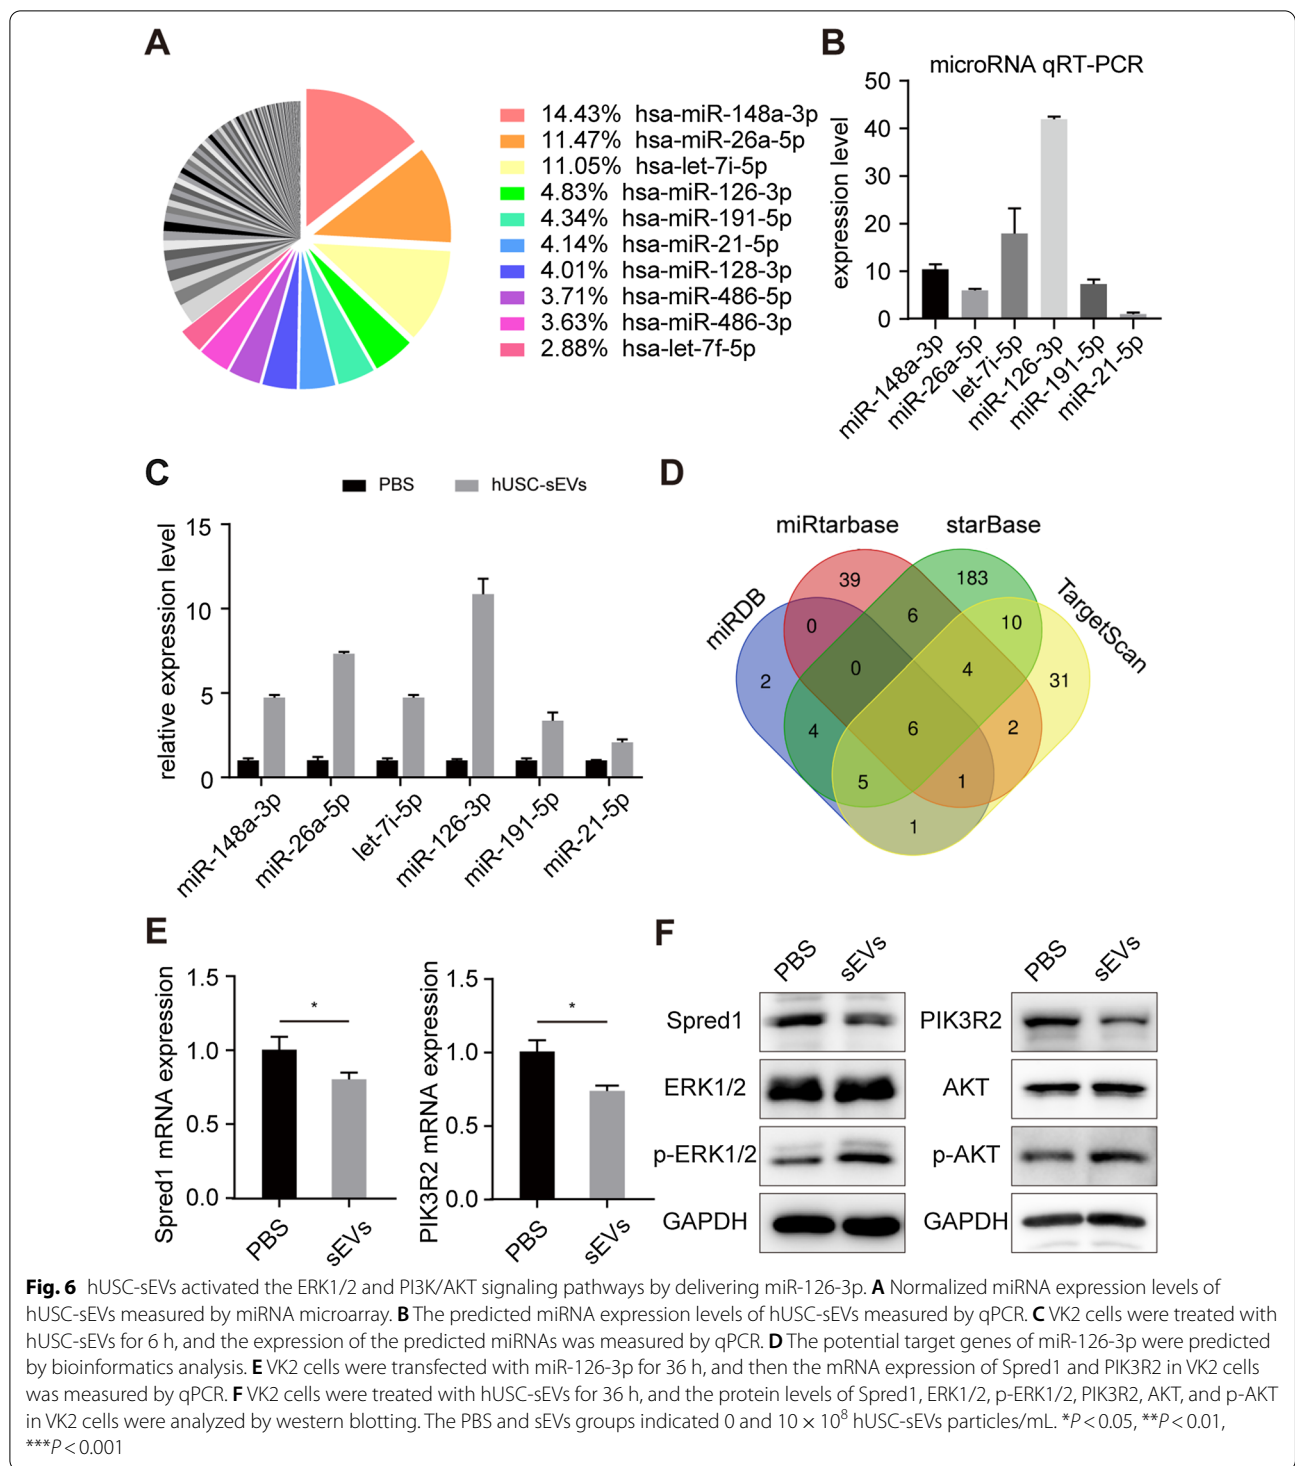 A
14.43% hsa-miR-148a-3p
11.47% hsa-miR-26a-5p
11.05% hsa-let-7i-5p
4.83% hsa-miR-126-3p
4.34% hsa-miR-191-5p
4.14% hsa-miR-21-5p
4.01% hsa-miR-128-3p
3.71% hsa-miR-486-5p
3.63% hsa-miR-486-3p
2.88% hsa-let-7f-5p
B
microRNA qRT-PCR
expression level
50
40
30
20
10
0
miR-148a-3p
miR-26a-5p
let-7i-5p
miR-126-3p
miR-191-5p
miR-21-5p
C
PBS
hUSC-sEVs
relative expression level
15
10
5
0
miR-148a-3p
miR-26a-5p
let-7i-5p
miR-126-3p
miR-191-5p
miR-21-5p
D
miRtarbase
starBase
miRDB
TargetScan
39
183
0
6
10
2
0
4
31
4
6
2
5
1
1
E
Spred1 mRNA expression
1.5
1.0
0.5
0.0
*
PBS
sEVs
PIK3R2 mRNA expression
1.5
1.0
0.5
0.0
*
PBS
sEVs
F
PBS
sEVs
Spred1
ERK1/2
p-ERK1/2
GAPDH
PBS
sEVs
PIK3R2
AKT
p-AKT
GAPDH
Fig. 6 hUSC-sEVs activated the ERK1/2 and PI3K/AKT signaling pathways by delivering miR-126-3p. A Normalized miRNA expression levels of
hUSC-sEVs measured by miRNA microarray. B The predicted miRNA expression levels of hUSC-sEVs measured by qPCR. C VK2 cells were treated with
hUSC-sEVs for 6 h, and the expression of the predicted miRNAs was measured by qPCR. D The potential target genes of miR-126-3p were predicted
by bioinformatics analysis. E VK2 cells were transfected with miR-126-3p for 36 h, and then the mRNA expression of Spred1 and PIK3R2 in VK2 cells
was measured by qPCR. F VK2 cells were treated with hUSC-sEVs for 36 h, and the protein levels of Spred1, ERK1/2, p-ERK1/2, PIK3R2, AKT, and p-AKT
in VK2 cells were analyzed by western blotting. The PBS and sEVs groups indicated 0 and 10 × 10⁸ hUSC-sEVs particles/mL. *P < 0.05, **P < 0.01,
***P < 0.001